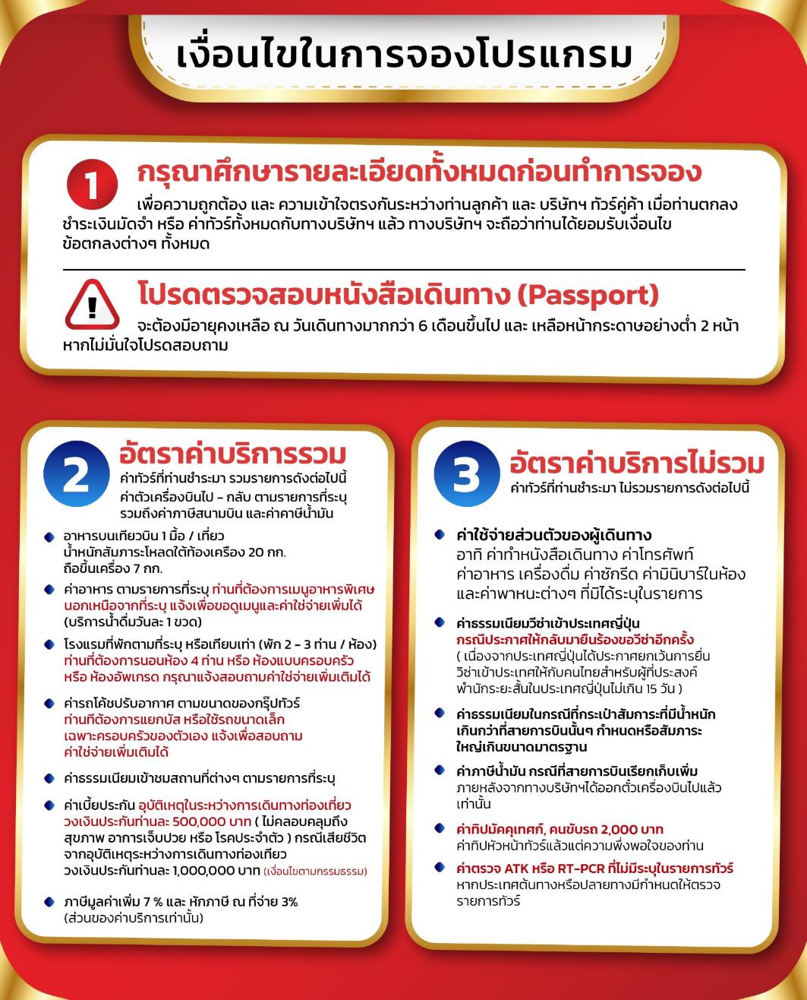 เงื่อนไขในการจองโปรแกรม
1
กรุณาศึกษารายละเอียดทั้งหมดก่อนทำการจอง
เพื่อความถูกต้อง และ ความเข้าใจตรงกันระหว่างท่านลูกค้า และ บริษัทฯ ทัวร์คู่ค้า เมื่อท่านตกลง
ชำระเงินมัดจำ หรือ ค่าทัวร์ทั้งหมดกับทางบริษัทฯ แล้ว ทางบริษัทฯ จะถือว่าท่านได้ยอมรับเงื่อนไข
ข้อตกลงต่างๆ ทั้งหมด
!
โปรดตรวจสอบหนังสือเดินทาง (Passport)
จะต้องมีอายุคงเหลือ ณ วันเดินทางมากกว่า 6 เดือนขึ้นไป และ เหลือหน้ากระดาษอย่างต่ำ 2 หน้า
หากไม่มั่นใจโปรดสอบถาม
2
อัตราค่าบริการรวม
ค่าทัวร์ที่ท่านชำระมา รวมรายการดังต่อไปนี้
ค่าตัวเครื่องบินไป - กลับ ตามรายการที่ระบุ
รวมถึงค่าภาษีสนามบิน และค่าคาษีน้ำมัน
อาหารบนเที่ยวบิน 1 มื้อ / เที่ยว
น้ำหนักสัมภาระโหลดใต้ท้องเครือง 20 กก.
ถือขึ้นเครื่อง 7 กก.
ค่าอาหาร ตามรายการที่ระบุ ท่านที่ต้องการเมนูอาหารพิเศษ
นอกเหนือจากที่ระบุ แจ้งเพื่อขอดูเมนูและค่าใช่จ่ายเพิ่มได้
(บริการน้ำดื่มวันละ 1 ขวด)
โรงแรมที่พักตามที่ระบุ หรือเทียบเท่า (พัก 2 - 3 ท่าน / ห้อง)
ท่านที่ต้องการนอนห้อง 4 ท่าน หรือ ห้องแบบครอบครัว
หรือ ห้องอัพเกรด กรุณาแจ้งสอบถามค่าใช่จ่ายเพิ่มเติมได้
ค่ารถโค้ชปรับอากาศ ตามขนาดของกรุ๊ปทัวร์
ท่านทีต้องการแยกบัส หรือใช้รถขนาดเล็ก
เฉพาะครอบครัวของตัวเอง แจ้งเพื่อสอบถาม
ค่าใช่จ่ายเพิ่มเติมได้
ค่าธรรมเนียมเข้าชมสถานที่ต่างๆ ตามรายการที่ระบุ
ค่าเบี้ยประกัน อุบัติเหตุในระหว่างการเดินทางท่องเที่ยว
วงเงินประกันท่านละ 500,000 บาท ( ไม่คลอบคลุมถึง
สุขภาพ อาการเจ็บปวย หรือ โรคประจำตัว ) กรณีเสียชีวิต
จากอุบัติเหตุระหว่างการเดินทางท่องเทียว
วงเงินประกันท่านละ 1,000,000 บาท (เงื่อนไขตามกรรมธรรม)
ภาษีมูลค่าเพิ่ม 7 % และ หักภาษี ณ ที่จ่าย 3%
(ส่วนของค่าบริการเท่านั้น)
3
อัตราค่าบริการไม่รวม
ค่าทัวร์ที่ท่านชำระมา ไม่รวมรายการดังต่อไปนี้
ค่าใช้จ่ายส่วนตัวของผู้เดินทาง
อาทิ ค่าทำหนังสือเดินทาง ค่าโทรศัพท์
ค่าอาหาร เครื่องดื่ม ค่าซักรีด ค่ามินิบาร์ในห้อง
และค่าพาหนะต่างๆ ที่มิได้ระบุในรายการ
ค่าธรรมเนียมวีซ่าเข้าประเทศญี่ปุ่น
กรณีประกาศให้กลับมายืนร้องขอวีซ่าอีกครั้ง
( เนื่องจากประเทศญี่ปุ่นได้ประกาศยกเว้นการยื่น
วิซ่าเข้าประเทศให้กับคนไทยสำหรับผู้ที่ประสงค์
พำนักระยะสั้นในประเทศญี่ปุ่นไม่เกิน 15 วัน )
ค่าธรรมเนียมในกรณีที่กระเป๋าสัมภาระที่มีน้ำหนัก
เกินกว่าที่สายการบินนั้นๆ กำหนดหรือสัมภาระ
ใหญ่เกินขนาดมาตรฐาน
ค่าภาษีน้ำมัน กรณีที่สายการบินเรียกเก็บเพิ่ม
ภายหลังจากทางบริษัทฯได้ออกตั๋วเครื่องบินไปแล้ว
เท่านั้น
ค่าทิปมัคคุเทศก์, คนขับรถ 2,000 บาท
ค่าทิปหัวหน้าทัวร์แล้วแต่ความพึ่งพอใจของท่าน
ค่าตรวจ ATK หรือ RT-PCR ที่ไม่มีระบุในรายการทัวร์
หากประเทศต้นทางหรือปลายทางมีกำหนดให้ตรวจ
รายการทัวร์